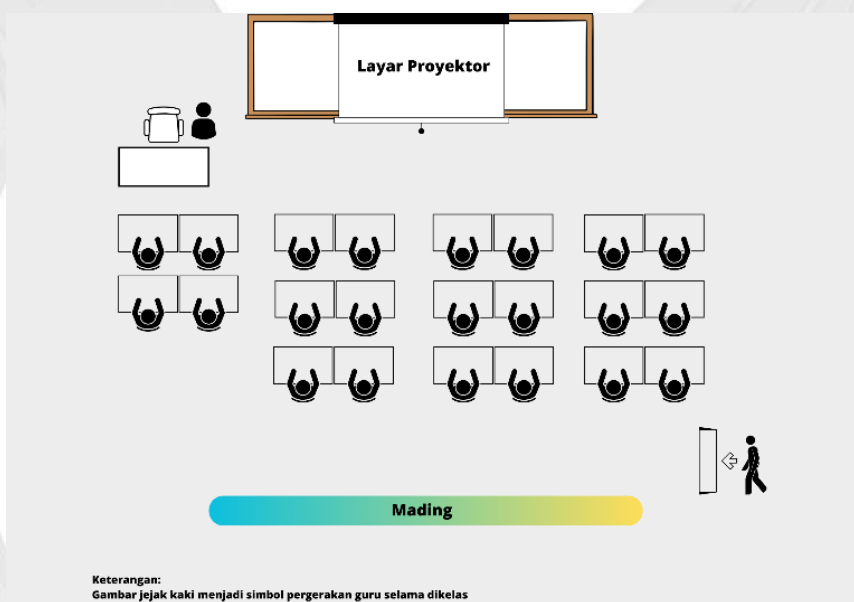 Layar Proyektor
Mading
Keterangan:
Gambar jejak kaki menjadi simbol pergerakan guru selama dikelas